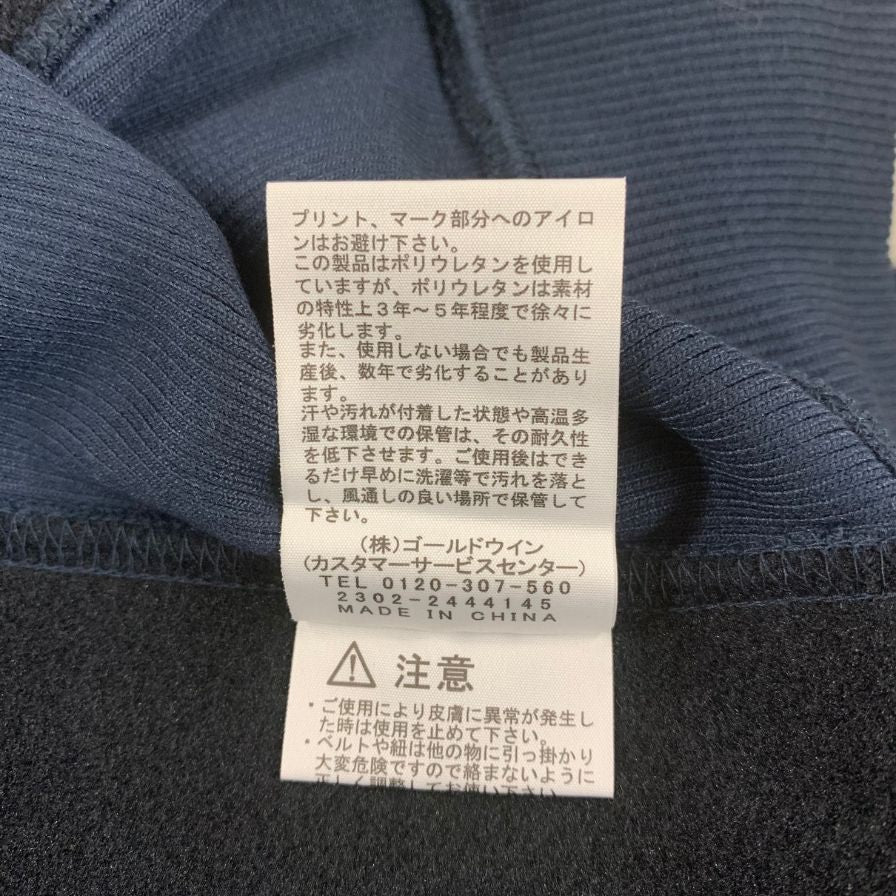 プリント、マーク部分へのアイロ
ンはお避け下さい。
この製品はポリウレタンを使用し
ていますが、ポリウレタンは素材
の特性上３年～５年程度で徐々に
劣化します。
また、使用しない場合でも製品生
産後、数年で劣化することがあり
ます。
汗や汚れが付着した状態や高温多
湿な環境での保管は、その耐久性
を低下させます。ご使用後はでき
るだけ早めに洗濯等で汚れを落と
し、風通しの良い場所で保管して
下さい。
(株)ゴールドウイン
(カスタマーサービスセンター)
TEL 0120-307-560
2302-2444145
MADE IN CHINA
注意
・ご使用により皮膚に異常が発生し
た時は使用を止めて下さい。
・ベルトや紐は他の物に引っ掛かり
大変危険ですので絡まないように
正しく調整してお使い下さい